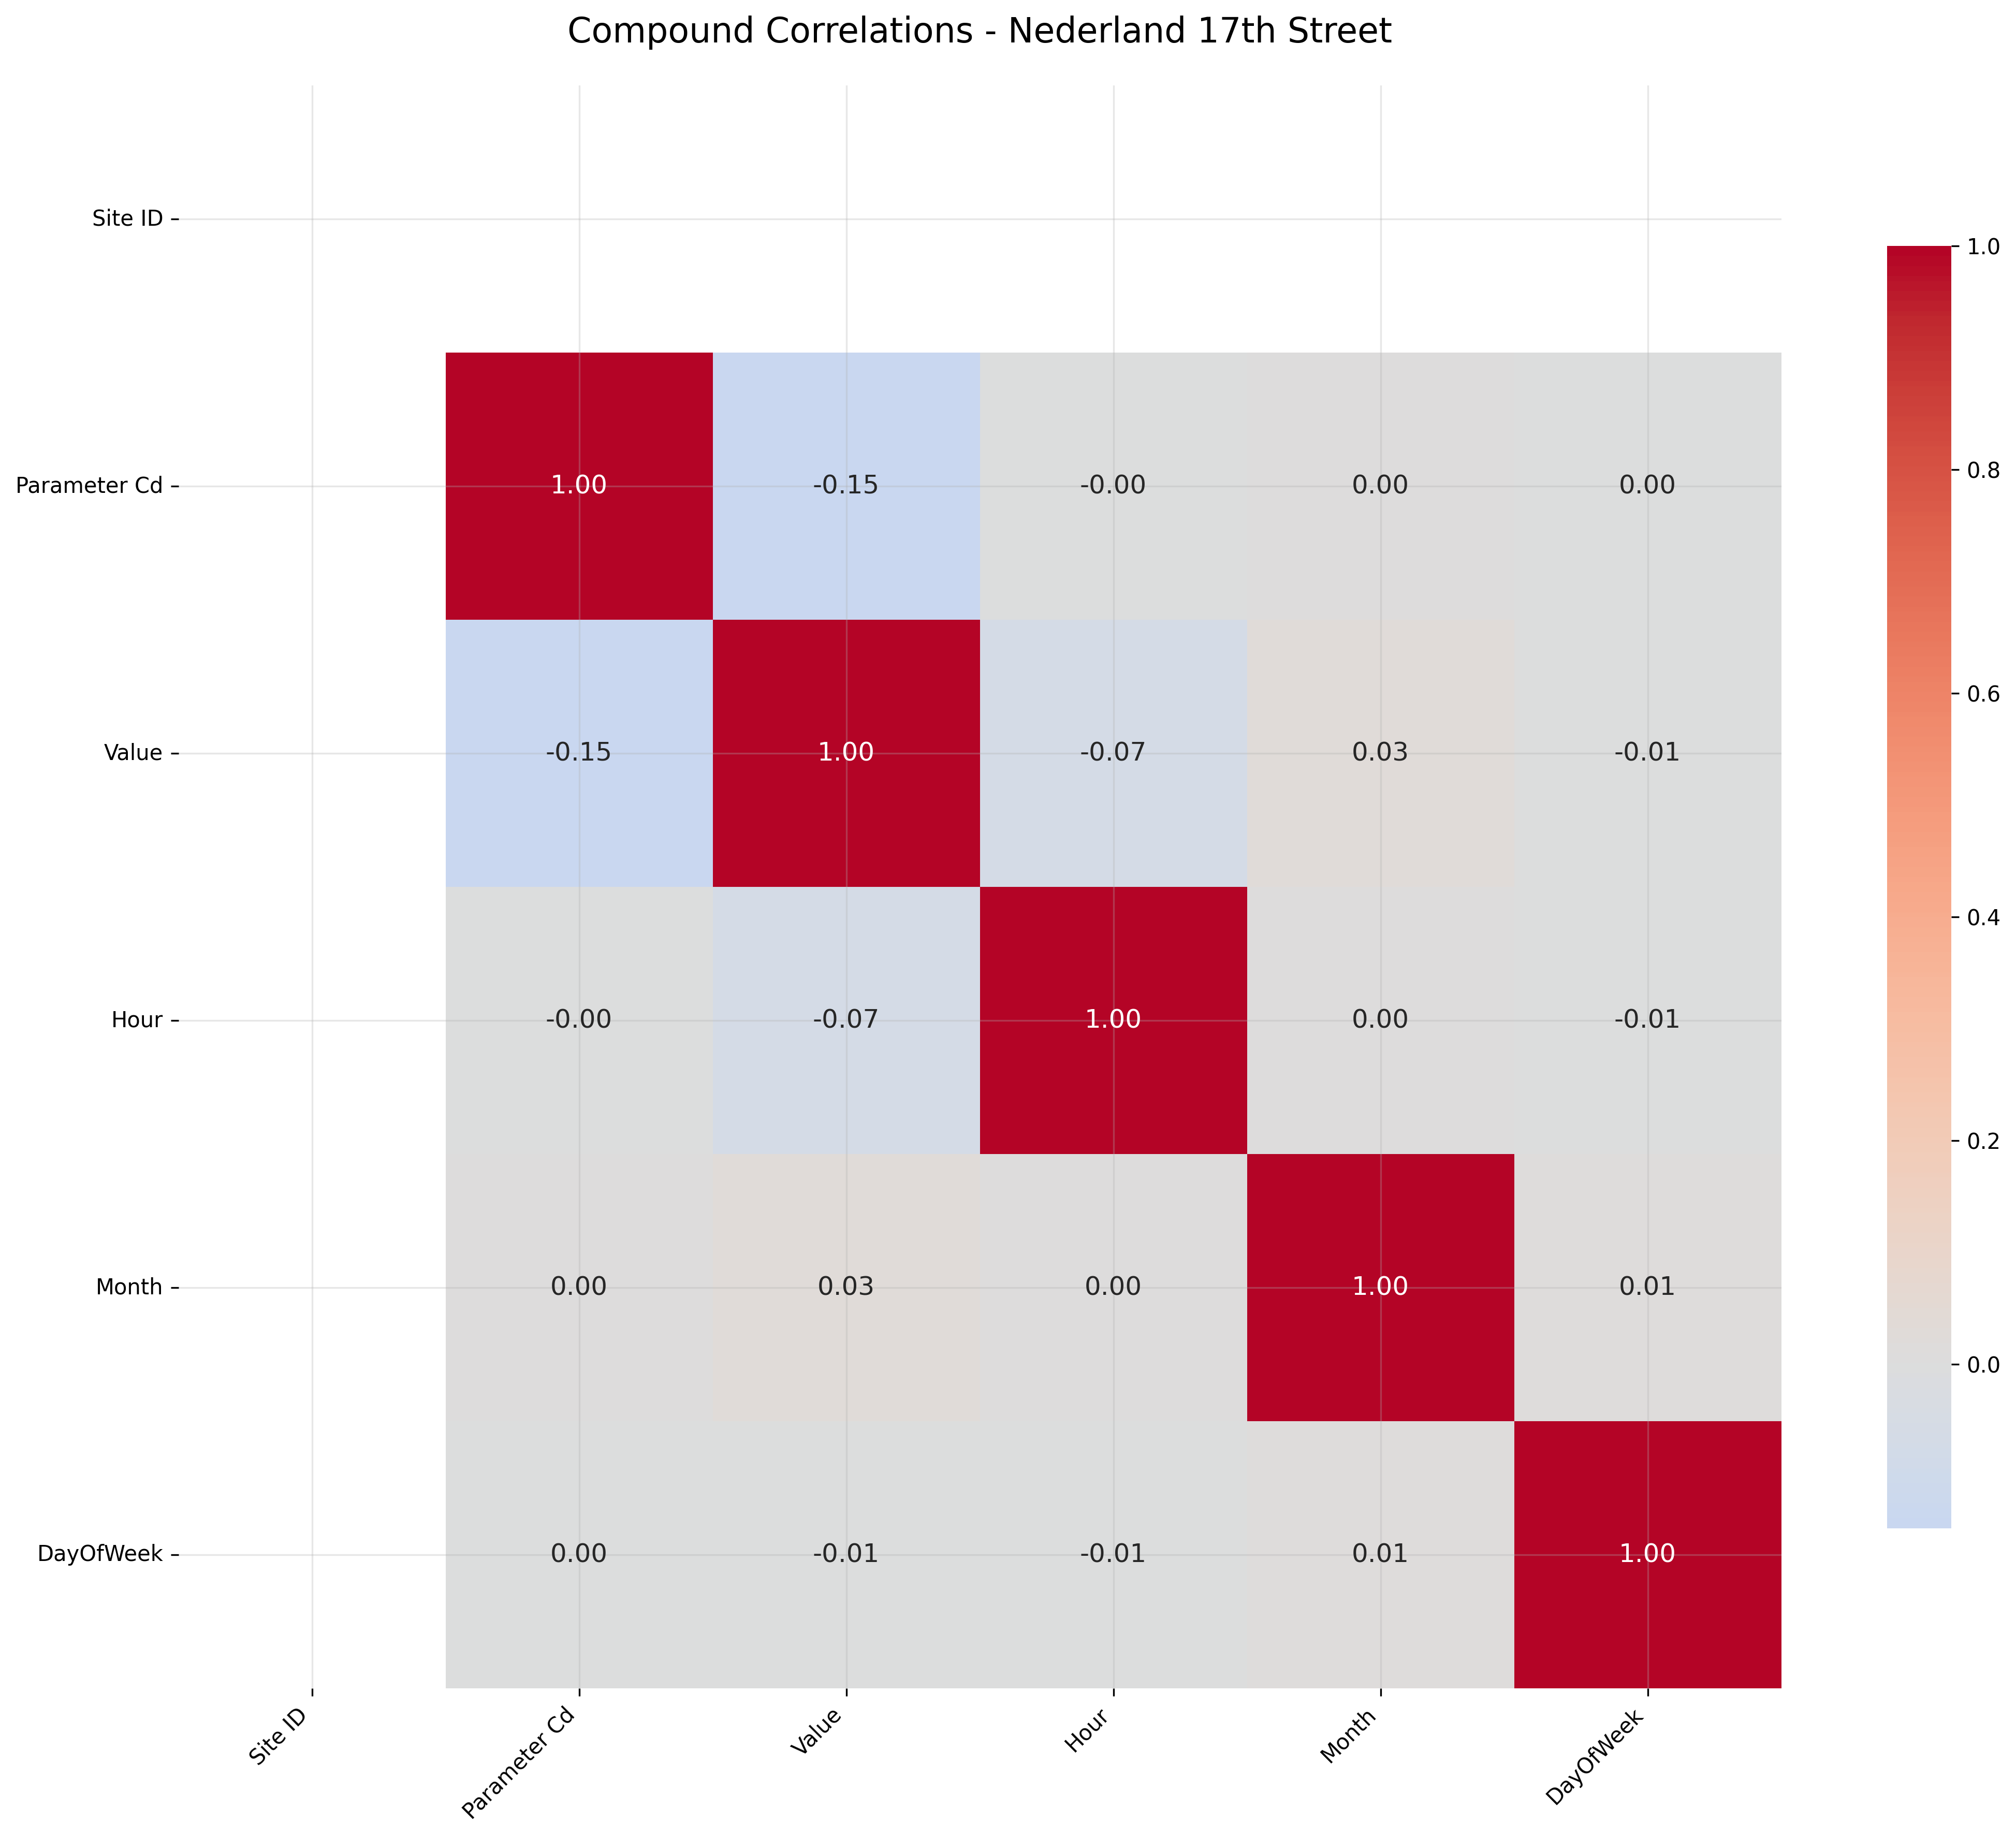 Compound Correlations - Nederland 17th Street
Site ID
1.0
Parameter Cd
1.00 -0.15 -0.00 0.00 0.00
0.8
0.6
Value
-0.15 1.00 -0.07 0.03 -0.01
0.4
Hour
-0.00 -0.07 1.00 0.00 -0.01
0.2
Month
0.00 0.03 0.00 1.00 0.01
0.0
DayOfWeek
0.00 -0.01 -0.01 0.01 1.00
Site ID
Parameter Cd
Value
Hour
Month
DayOfWeek